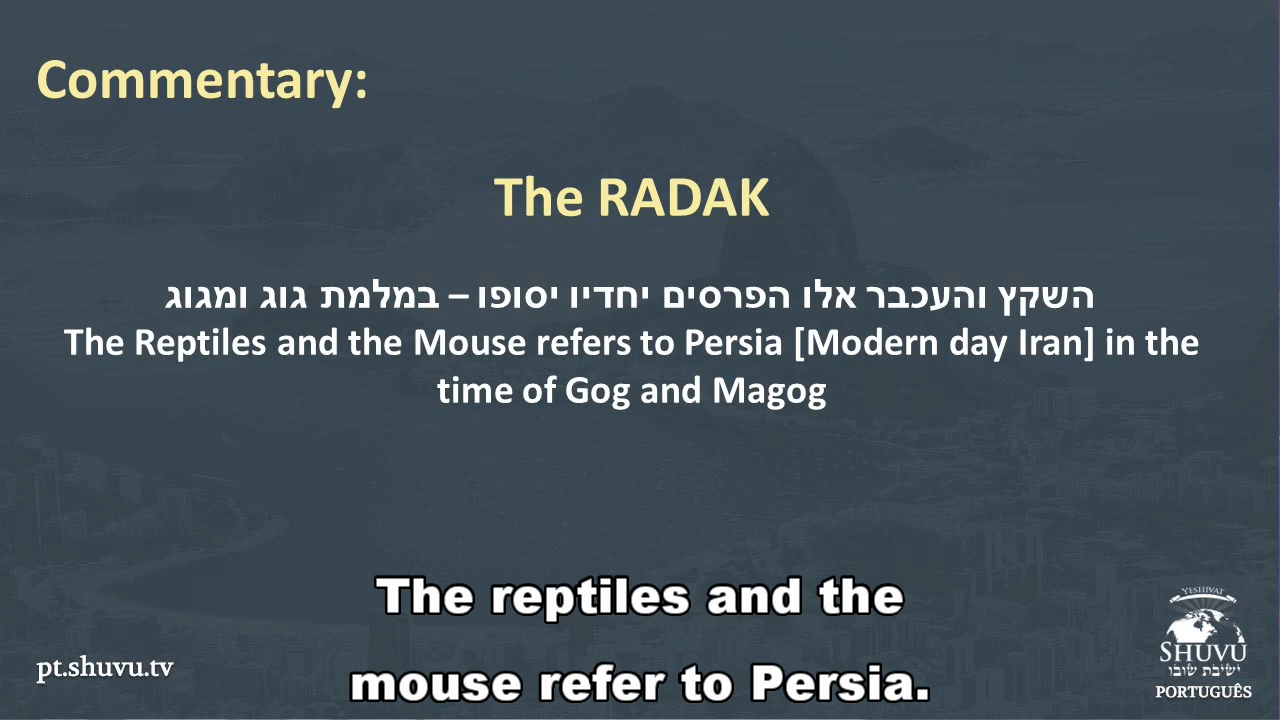 Commentary:
The RADAK
השקץ והעכבר אלו הפרסים יחדיו יסופו – במלמת גוג ומגוג
The Reptiles and the Mouse refers to Persia [Modern day Iran] in the
time of Gog and Magog
The reptiles and the
mouse refer to Persia.
pt.shuvu.tv
YESHIVAT
SHUVU
ישיבת שובו
PORTUGUÊS